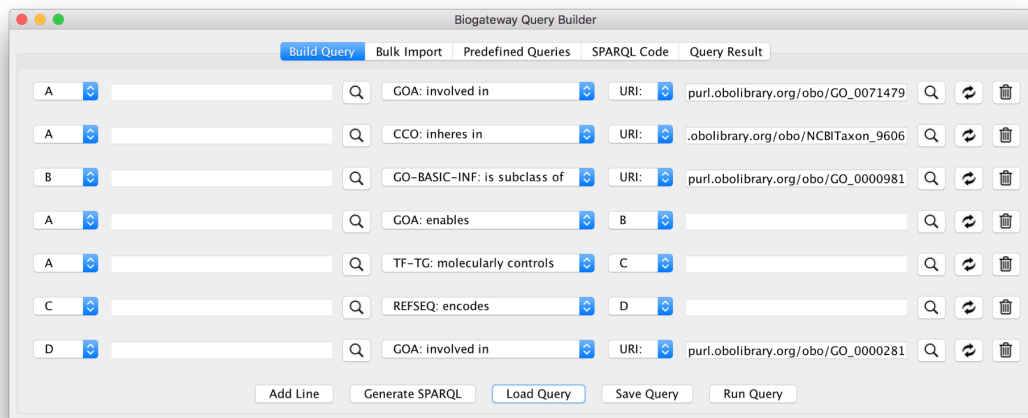 Biogateway Query Builder
Build Query Bulk Import Predefined Queries SPARQL Code Query Result
A GOA: involved in URI: purl.obolibrary.org/obo/GO_0071479
A CCO: inheres in URI: .obolibrary.org/obo/NCBITaxon_9606
B GO-BASIC-INF: is subclass of URI: purl.obolibrary.org/obo/GO_0000981
A GOA: enables B
A TF-TG: molecularly controls C
C REFSEQ: encodes D
D GOA: involved in URI: purl.obolibrary.org/obo/GO_0000281
Add Line Generate SPARQL Load Query Save Query Run Query